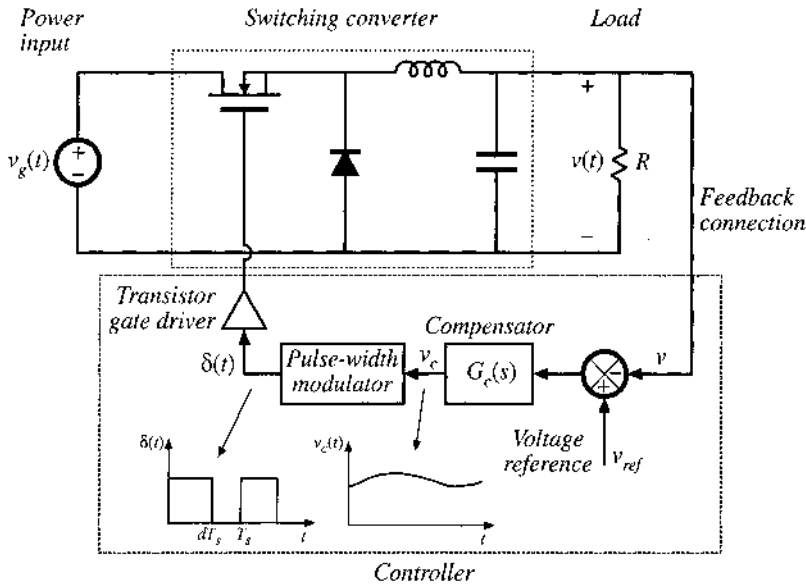 Power input
Switching converter
Load
+
v_g(t)
+
–
v(t)
R
–
Feedback connection
Transistor gate driver
Compensator
δ(t)
Pulse-width modulator
v_c
G_c(s)
v
–
+
Voltage reference
v_ref
δ(t)
dT_s
T_s
t
v_c(t)
t
Controller